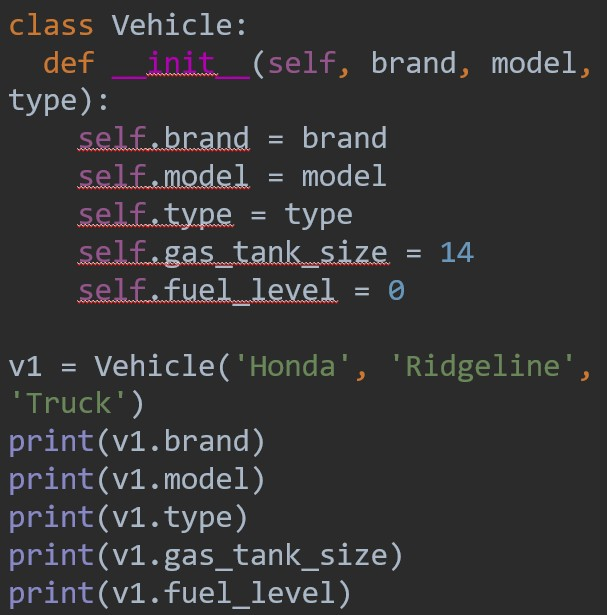 class Vehicle:
  def __init__(self, brand, model,
type):
    self.brand = brand
    self.model = model
    self.type = type
    self.gas_tank_size = 14
    self.fuel_level = 0

v1 = Vehicle('Honda', 'Ridgeline',
'Truck')
print(v1.brand)
print(v1.model)
print(v1.type)
print(v1.gas_tank_size)
print(v1.fuel_level)